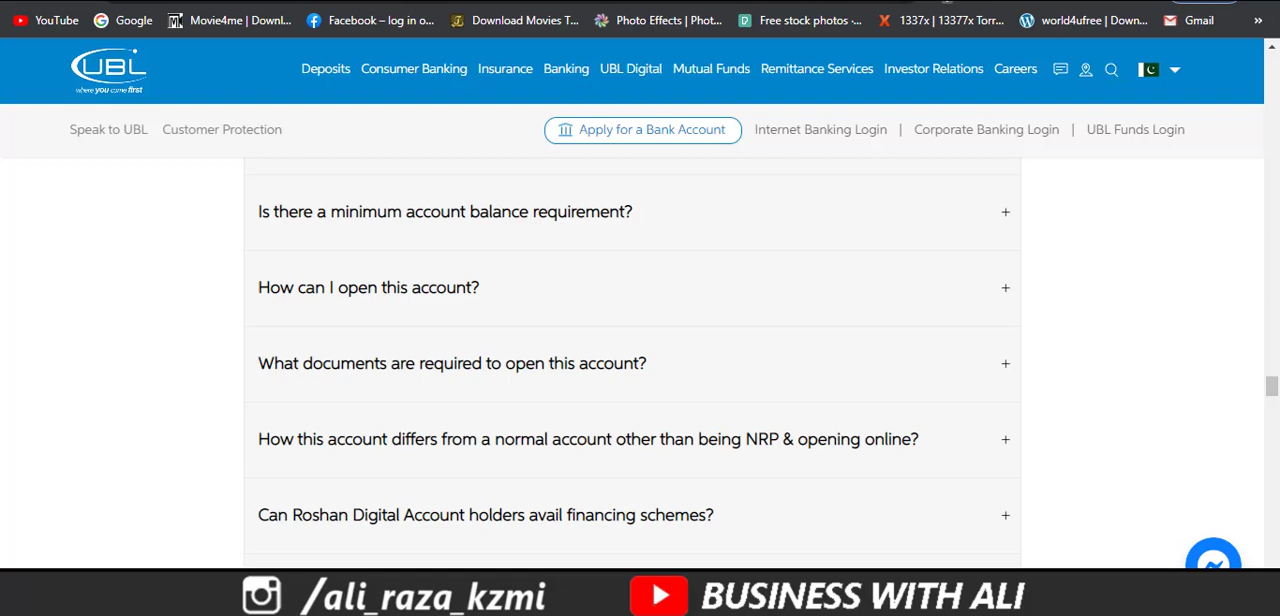 YouTube
Google
Movie4me | Downl...
Facebook – log in o...
Download Movies T...
Photo Effects | Phot...
Free stock photos ·...
1337x | 13377x Torr...
world4ufree | Down...
Gmail
»
UBL
where you come first
Deposits
Consumer Banking
Insurance
Banking
UBL Digital
Mutual Funds
Remittance Services
Investor Relations
Careers
Speak to UBL
Customer Protection
Apply for a Bank Account
Internet Banking Login
|
Corporate Banking Login
|
UBL Funds Login
Is there a minimum account balance requirement? +
How can I open this account? +
What documents are required to open this account? +
How this account differs from a normal account other than being NRP & opening online? +
Can Roshan Digital Account holders avail financing schemes? +
/ali_raza_kzmi
BUSINESS WITH ALI